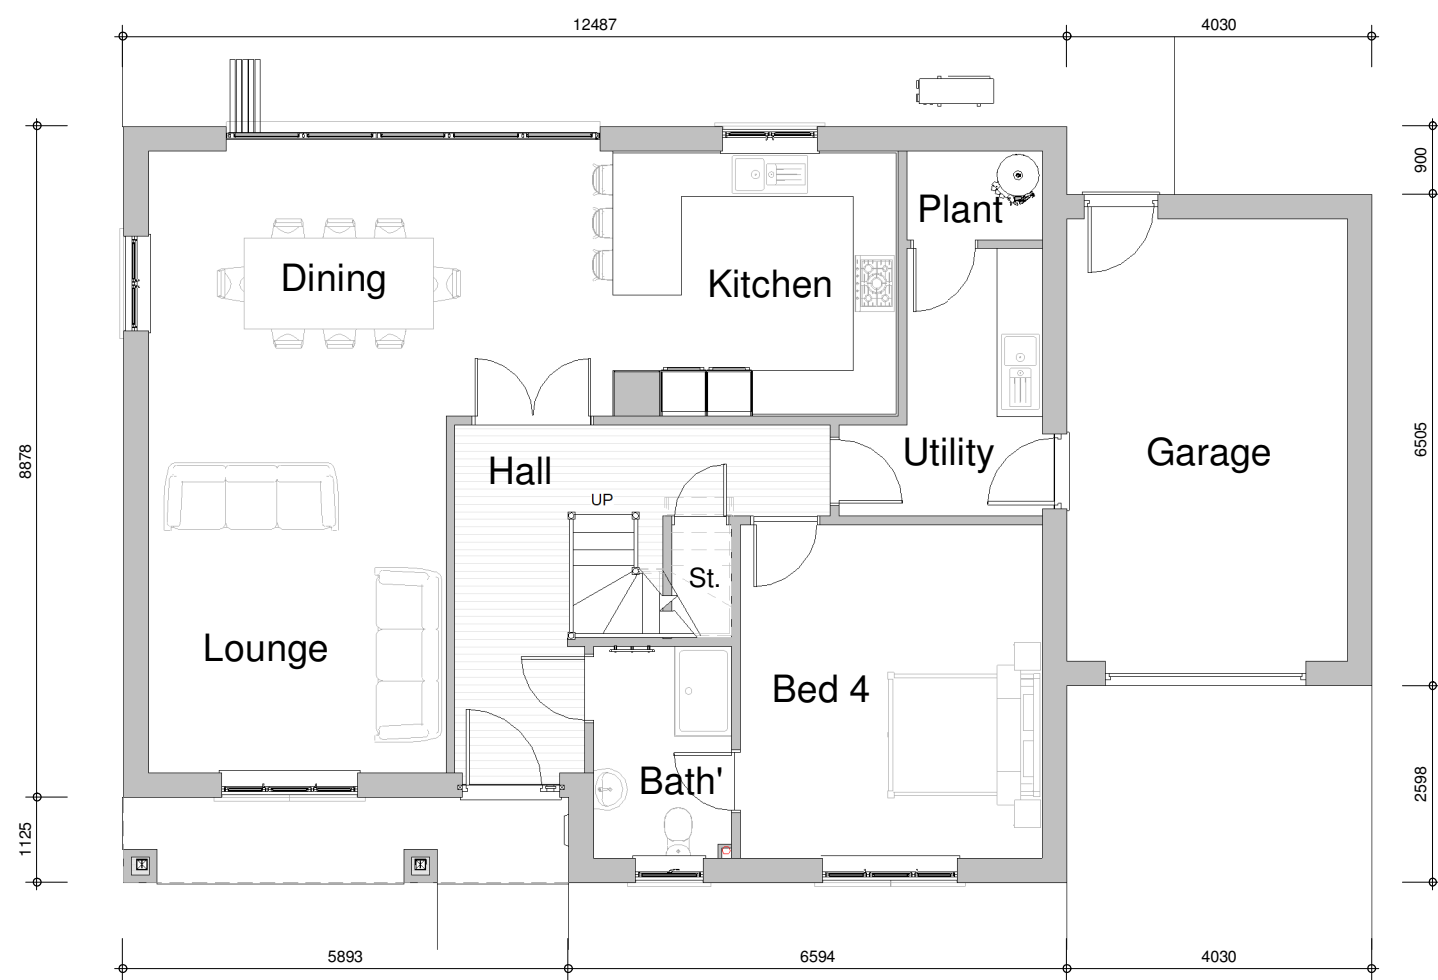 12487
4030
900
Plant
Dining
Kitchen
8878
Hall
Utility
Garage
6505
UP
St.
Lounge
Bed 4
Bath'
2598
1125
5893
6594
4030